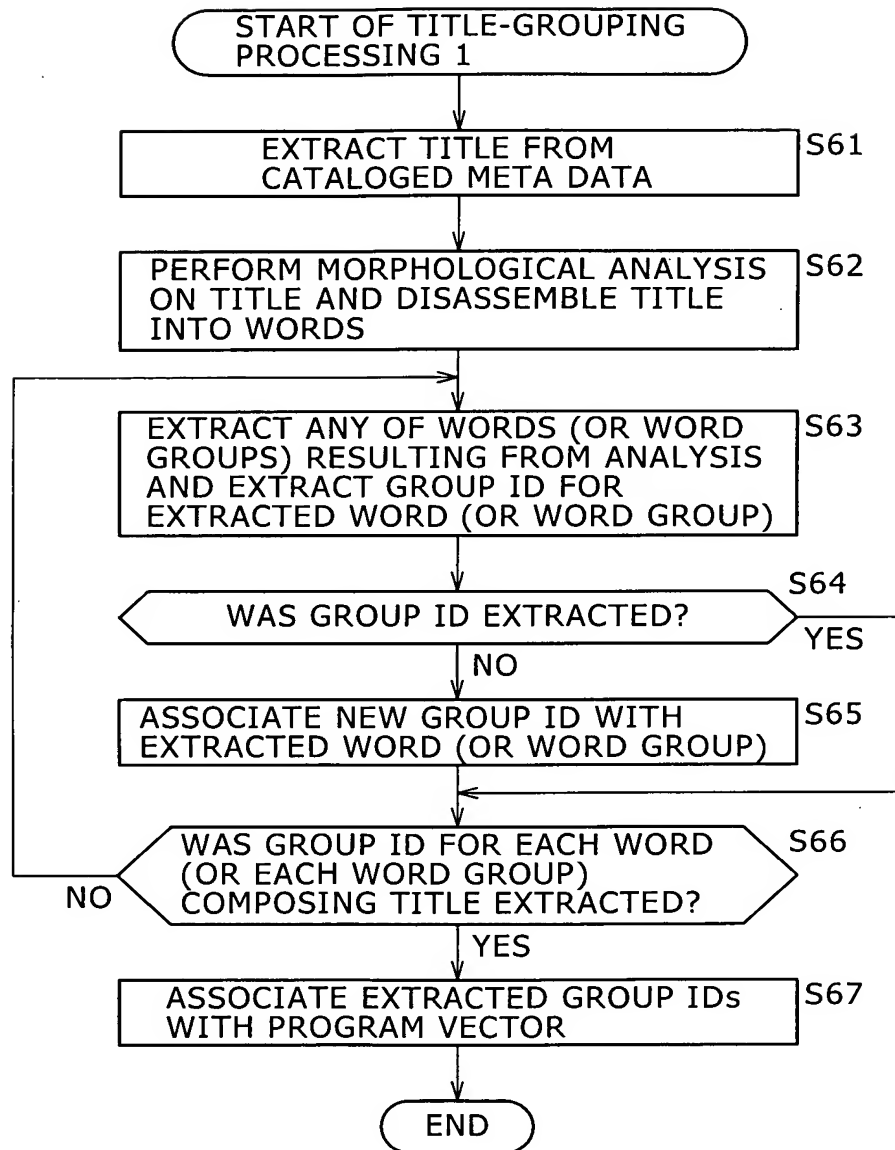 START OF TITLE-GROUPING
PROCESSING 1
EXTRACT TITLE FROM
CATALOGED META DATA
S61
PERFORM MORPHOLOGICAL ANALYSIS
ON TITLE AND DISASSEMBLE TITLE
INTO WORDS
S62
EXTRACT ANY OF WORDS (OR WORD
GROUPS) RESULTING FROM ANALYSIS
AND EXTRACT GROUP ID FOR
EXTRACTED WORD (OR WORD GROUP)
S63
S64
WAS GROUP ID EXTRACTED?
YES
NO
ASSOCIATE NEW GROUP ID WITH
EXTRACTED WORD (OR WORD GROUP)
S65
WAS GROUP ID FOR EACH WORD
(OR EACH WORD GROUP)
COMPOSING TITLE EXTRACTED?
S66
NO
YES
ASSOCIATE EXTRACTED GROUP IDs
WITH PROGRAM VECTOR
S67
END